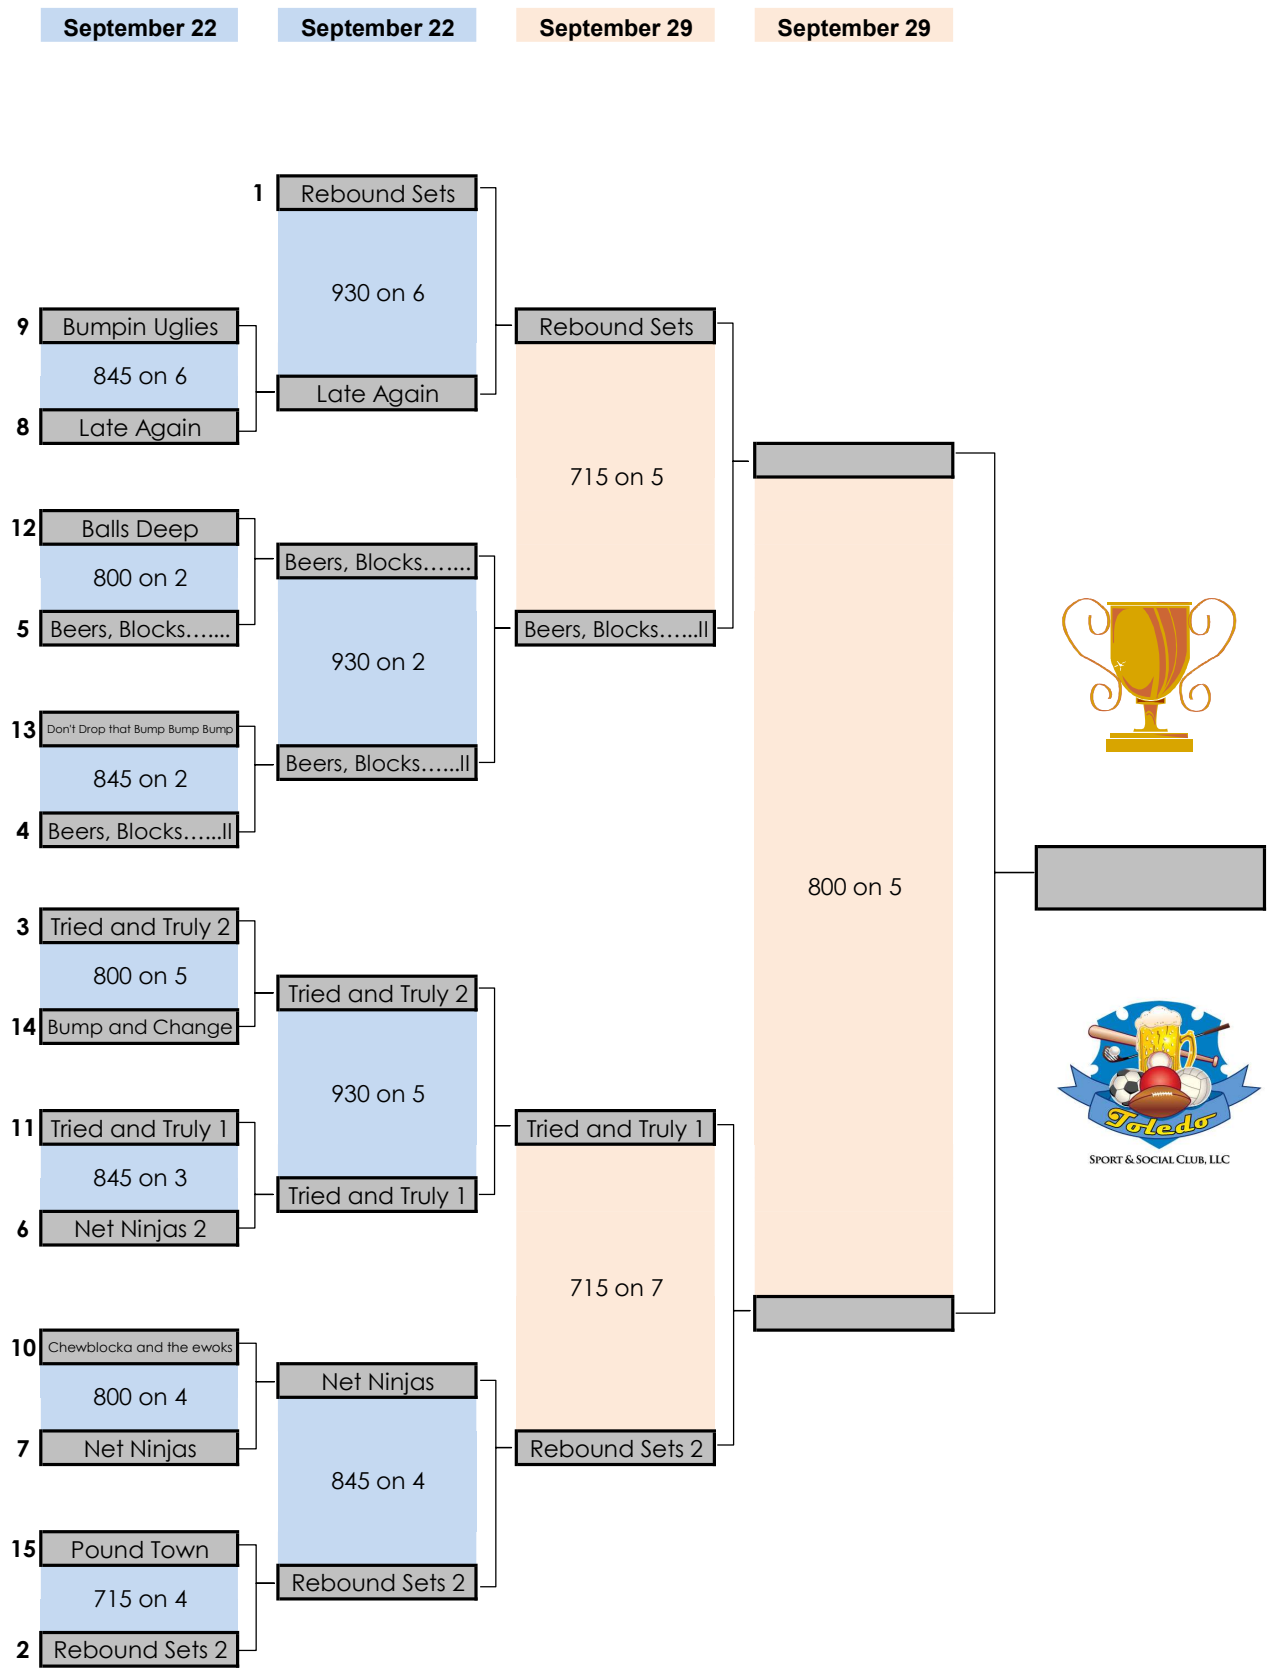 September 22
September 22
September 29
September 29
1 Rebound Sets
930 on 6
9 Bumpin Uglies
Rebound Sets
845 on 6
Late Again
8 Late Again
715 on 5
12 Balls Deep
Beers, Blocks…....
800 on 2
5 Beers, Blocks…....
Beers, Blocks…...II
930 on 2
13 Don't Drop that Bump Bump Bump
Beers, Blocks…...II
845 on 2
4 Beers, Blocks…...II
800 on 5
3 Tried and Truly 2
800 on 5
Tried and Truly 2
14 Bump and Change
930 on 5
11 Tried and Truly 1
Tried and Truly 1
845 on 3
Tried and Truly 1
6 Net Ninjas 2
715 on 7
10 Chewblocka and the ewoks
Net Ninjas
800 on 4
7 Net Ninjas
Rebound Sets 2
845 on 4
15 Pound Town
Rebound Sets 2
715 on 4
2 Rebound Sets 2
Toledo
SPORT & SOCIAL CLUB, LLC